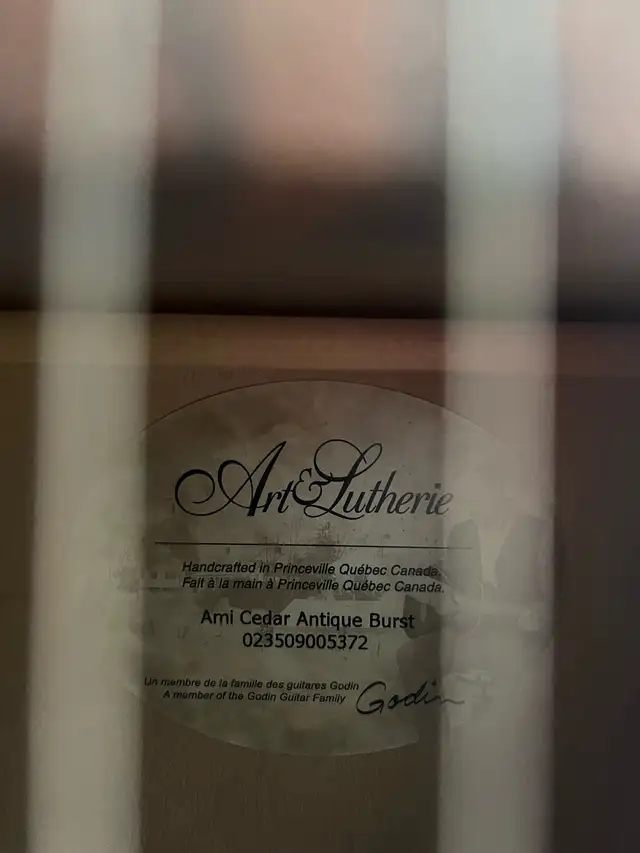 Art & Lutherie
Handcrafted in Princeville Québec Canada.
Fait à la main à Princeville Québec Canada.
Ami Cedar Antique Burst
023509005372
Un membre de la famille des guitares Godin
A member of the Godin Guitar Family
Godin